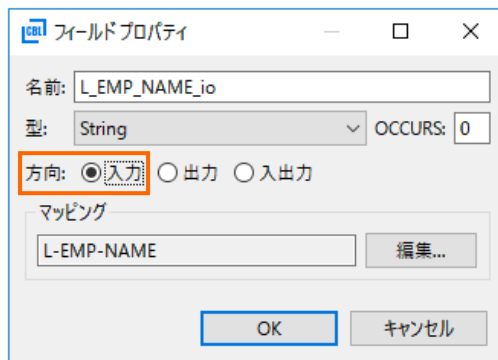 CBL フィールド プロパティ
名前: L_EMP_NAME_io
型: String OCCURS: 0
方向: 入力 出力 入出力
マッピング
L-EMP-NAME 編集...
OK キャンセル